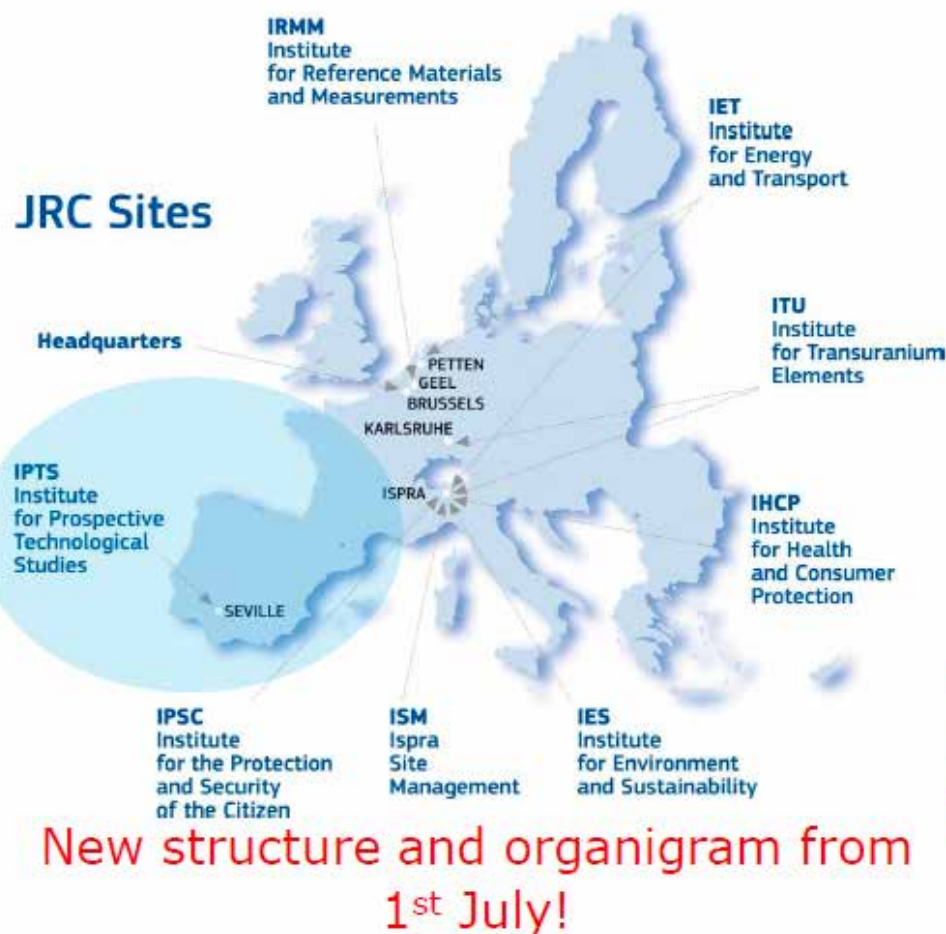 IRMM
Institute
for Reference Materials
and Measurements
IET
Institute
for Energy
and Transport
JRC Sites
ITU
Institute
for Transuranium
Elements
Headquarters
PETTEN
GEEL
BRUSSELS
KARLSRUHE
ISPRA
IPTS
Institute
for Prospective
Technological
Studies
SEVILLE
IHCP
Institute
for Health
and Consumer
Protection
IPSC
Institute
for the Protection
and Security
of the Citizen
ISM
Ispra
Site
Management
IES
Institute
for Environment
and Sustainability
New structure and organigram from
1st July!